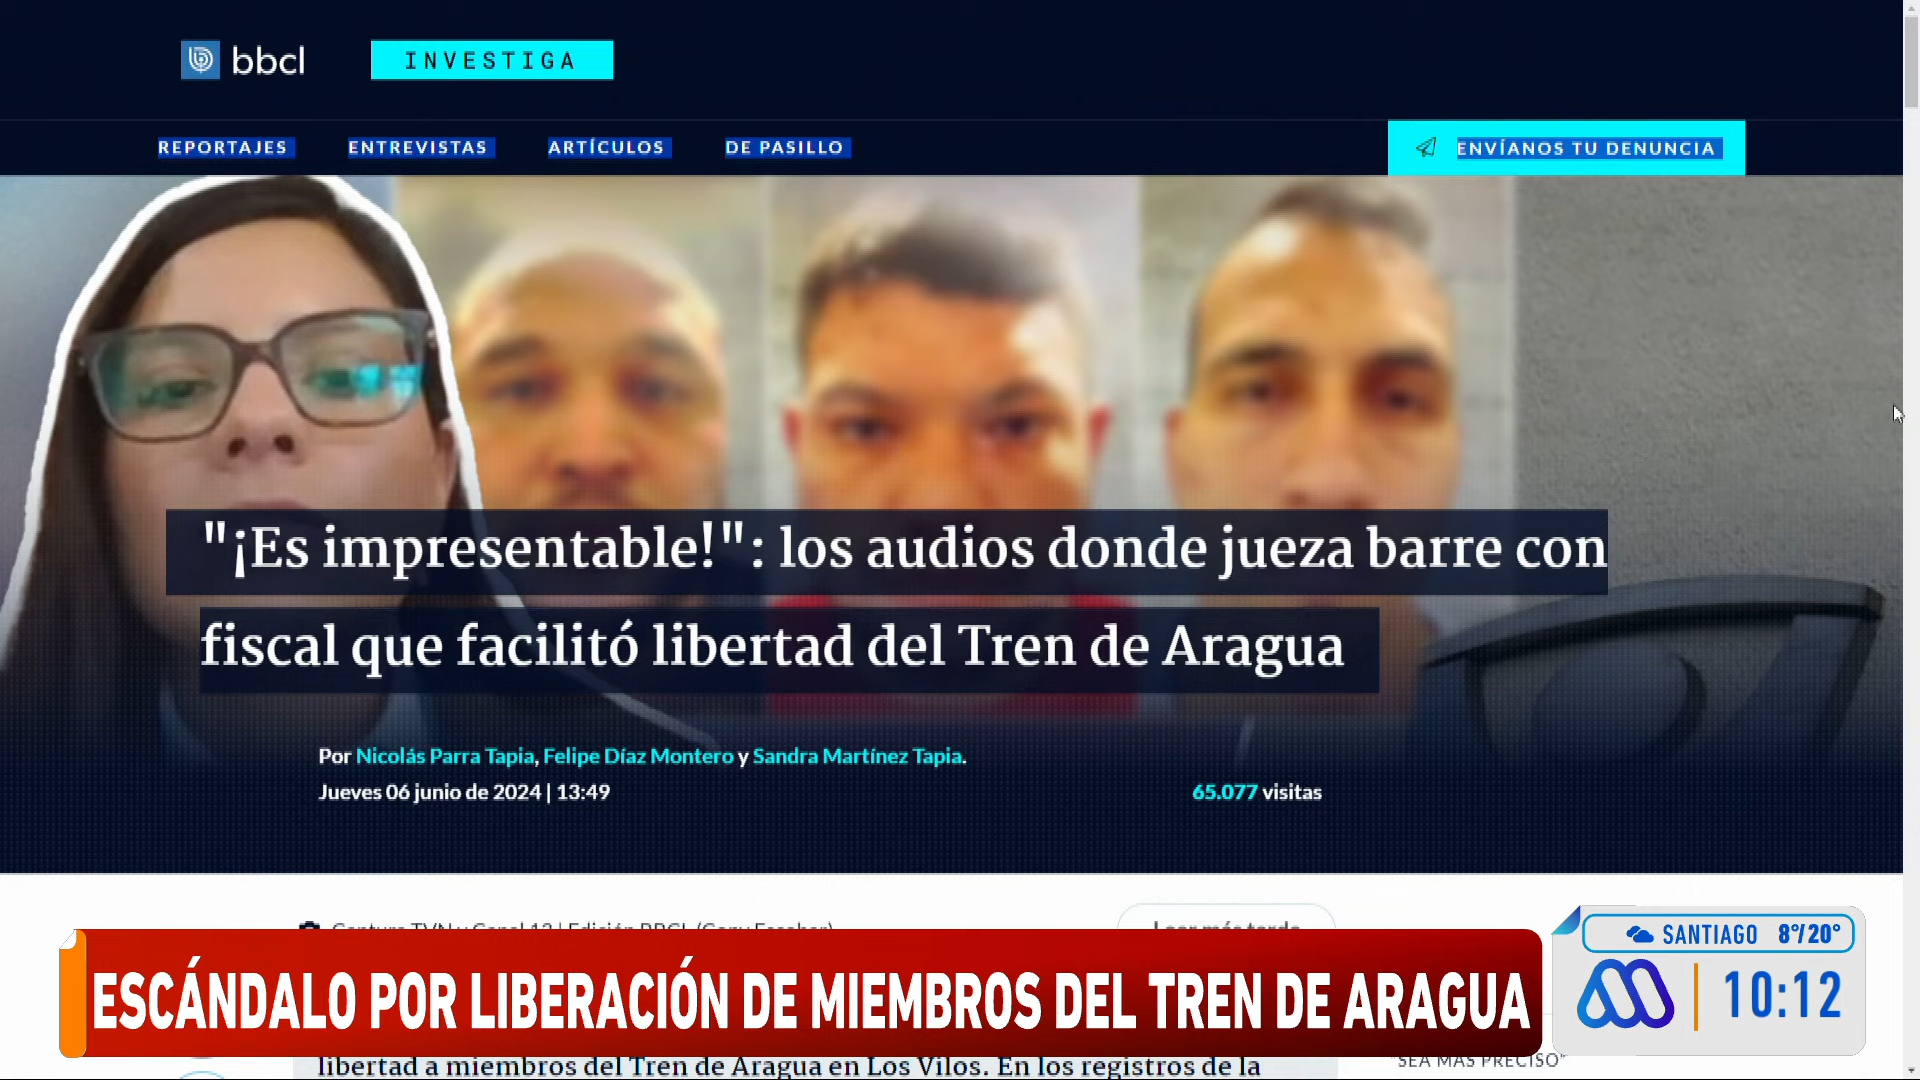 bbcl
INVESTIGA
REPORTAJES ENTREVISTAS ARTÍCULOS DE PASILLO ENVÍANOS TU DENUNCIA
"¡Es impresentable!": los audios donde jueza barre con
fiscal que facilitó libertad del Tren de Aragua
Por Nicolás Parra Tapia, Felipe Díaz Montero y Sandra Martínez Tapia.
Jueves 06 junio de 2024 | 13:49 65.077 visitas
ESCÁNDALO POR LIBERACIÓN DE MIEMBROS DEL TREN DE ARAGUA
SANTIAGO 8°/20°
10:12
libertad a miembros del Tren de Aragua en Los Vilos. En los registros de la
"SEA MÁS PRECISO"